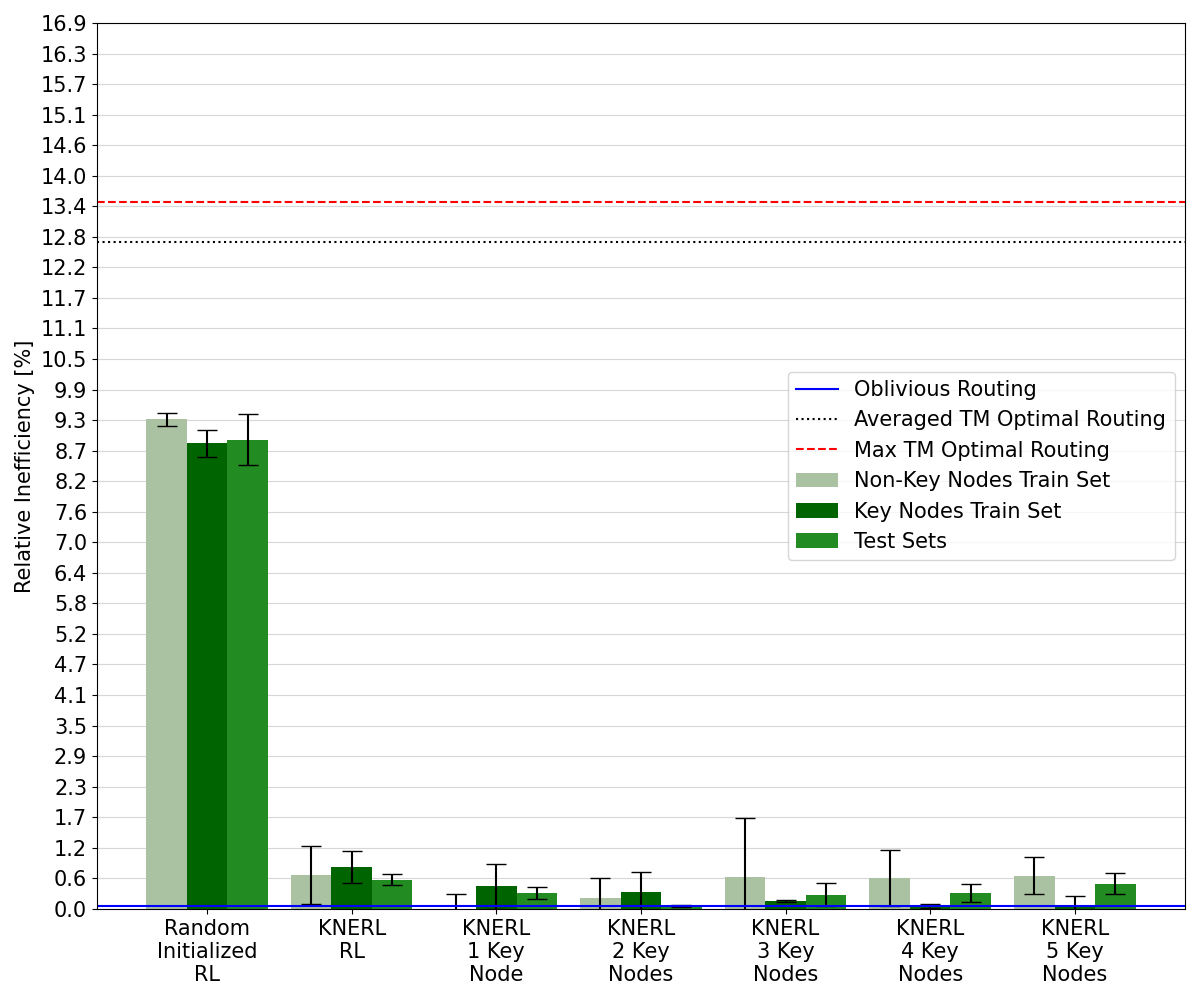 16.9
16.3
15.7
15.1
14.6
14.0
13.4
12.8
12.2
11.7
11.1
10.5
9.9
9.3
8.7
8.2
7.6
7.0
6.4
5.8
5.2
4.7
4.1
3.5
2.9
2.3
1.7
1.2
0.6
0.0
Relative Inefficiency [%]
Oblivious Routing
Averaged TM Optimal Routing
Max TM Optimal Routing
Non-Key Nodes Train Set
Key Nodes Train Set
Test Sets
Random
Initialized
RL
KNERL
RL
KNERL
1 Key
Node
KNERL
2 Key
Nodes
KNERL
3 Key
Nodes
KNERL
4 Key
Nodes
KNERL
5 Key
Nodes